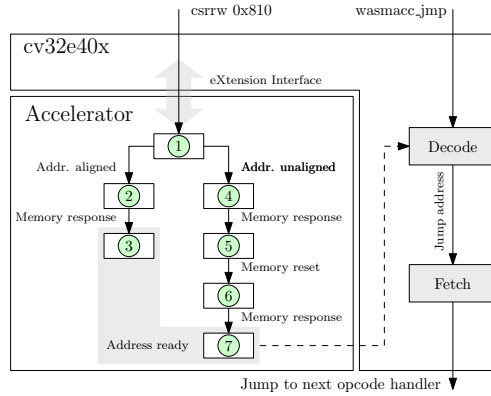 csrrw 0x810
wasmacc_jmp
cv32e40x
eXtension Interface
Accelerator
1
Addr. aligned
Addr. unaligned
Decode
2
4
Memory response
Memory response
Jump address
3
5
Memory reset
6
Fetch
Memory response
Address ready
7
Jump to next opcode handler